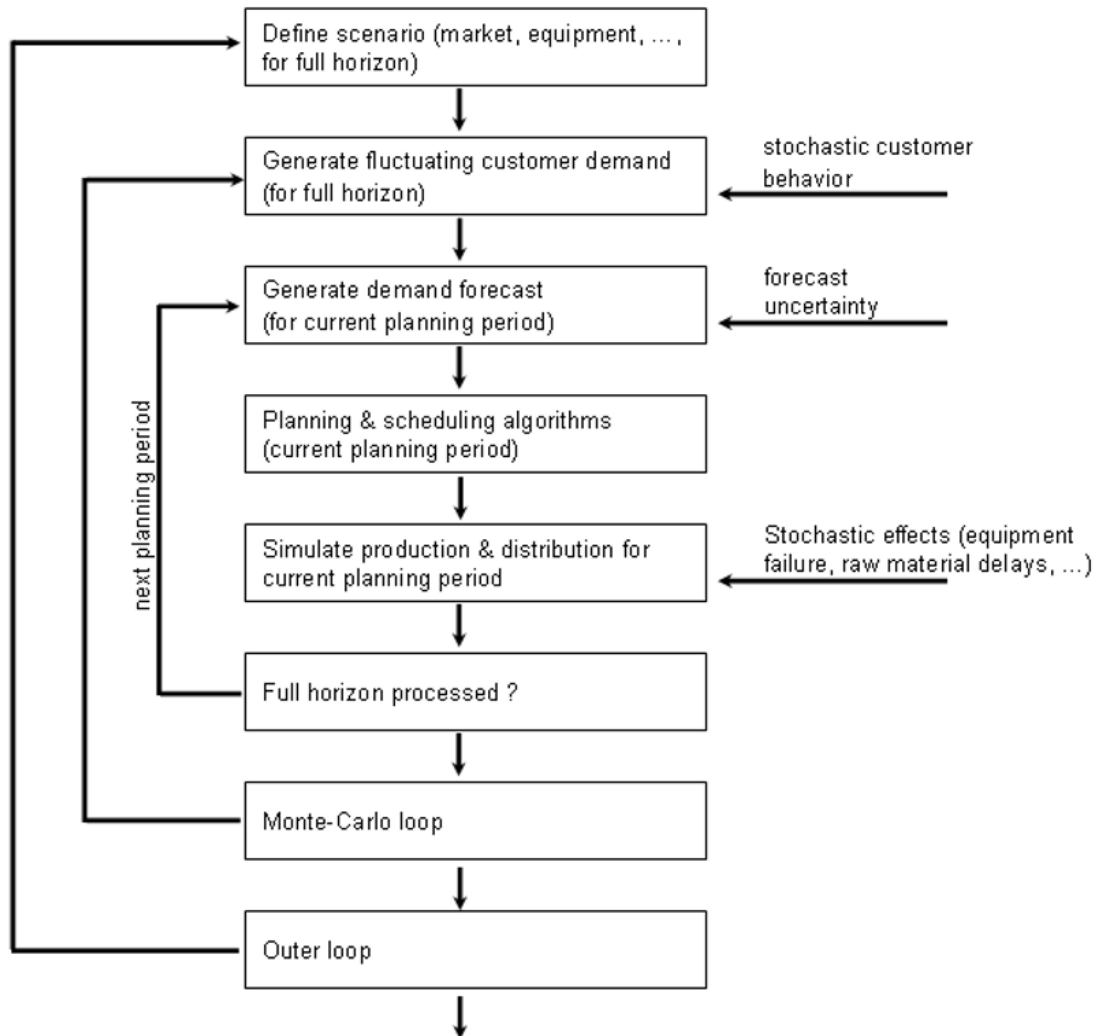 Define scenario (market, equipment, ... ,
for full horizon)
Generate fluctuating customer demand
(for full horizon)
stochastic customer
behavior
Generate demand forecast
(for current planning period)
forecast
uncertainty
Planning & scheduling algorithms
(current planning period)
next planning period
Simulate production & distribution for
current planning period
Stochastic effects (equipment
failure, raw material delays, ...)
Full horizon processed ?
Monte-Carlo loop
Outer loop